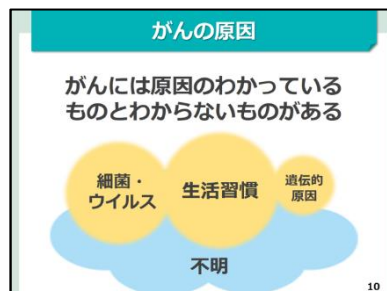 がんの原因
がんには原因のわかっている
ものとわからないものがある
細菌・
ウイルス
生活習慣
遺伝的
原因
不明
10